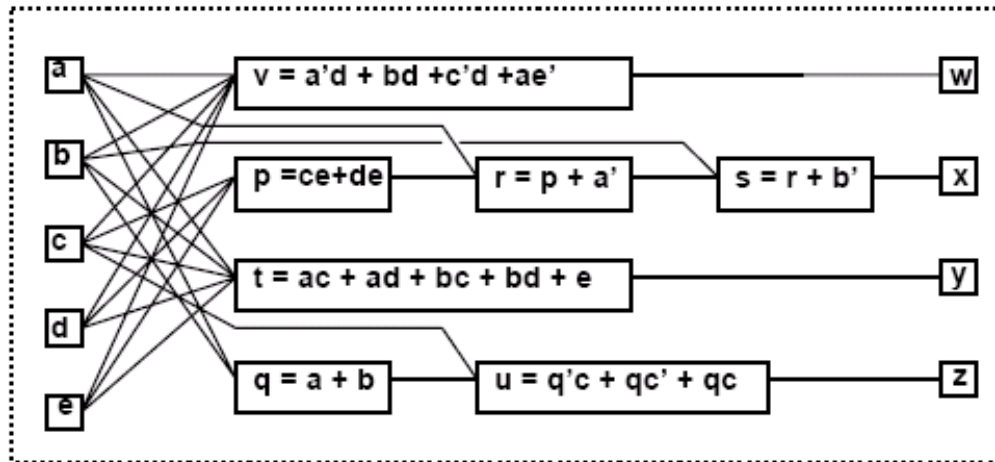 a
v = a'd + bd +c'd +ae'
w
b
p =ce+de
r = p + a'
s = r + b'
x
c
t = ac + ad + bc + bd + e
y
d
q = a + b
u = q'c + qc' + qc
z
e